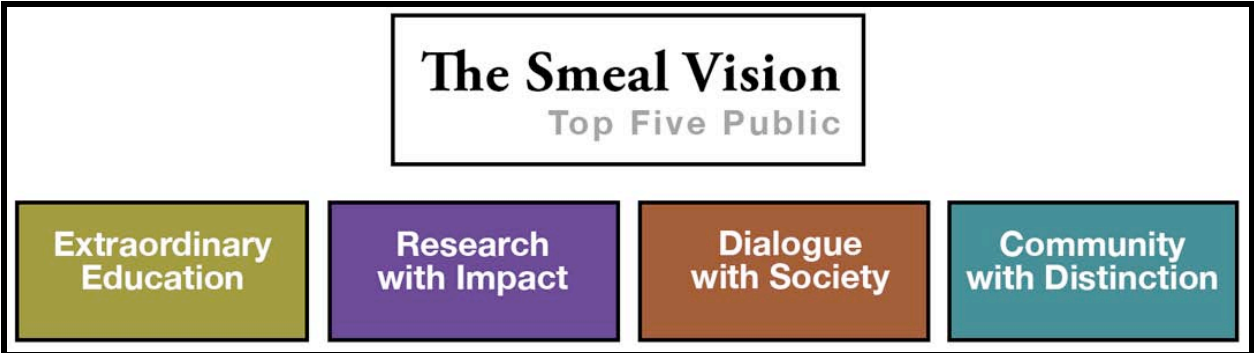 The Smeal Vision
Top Five Public
Extraordinary
Education
Research
with Impact
Dialogue
with Society
Community
with Distinction